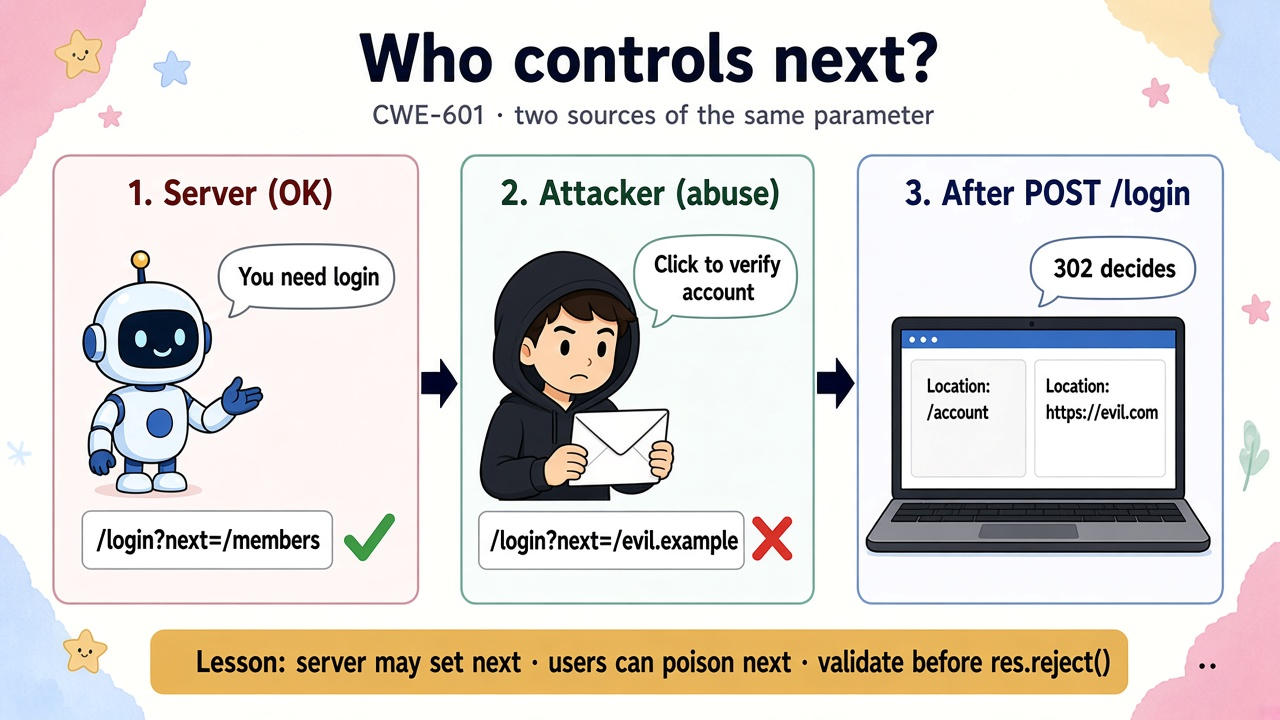 Who controls next?
CWE-601 · two sources of the same parameter
1. Server (OK)
You need login
/login?next=/members
2. Attacker (abuse)
Click to verify
account
/login?next=/evil.example
3. After POST /login
302 decides
Location:
/account
Location:
https://evil.com
Lesson: server may set next · users can poison next · validate before res.reject()